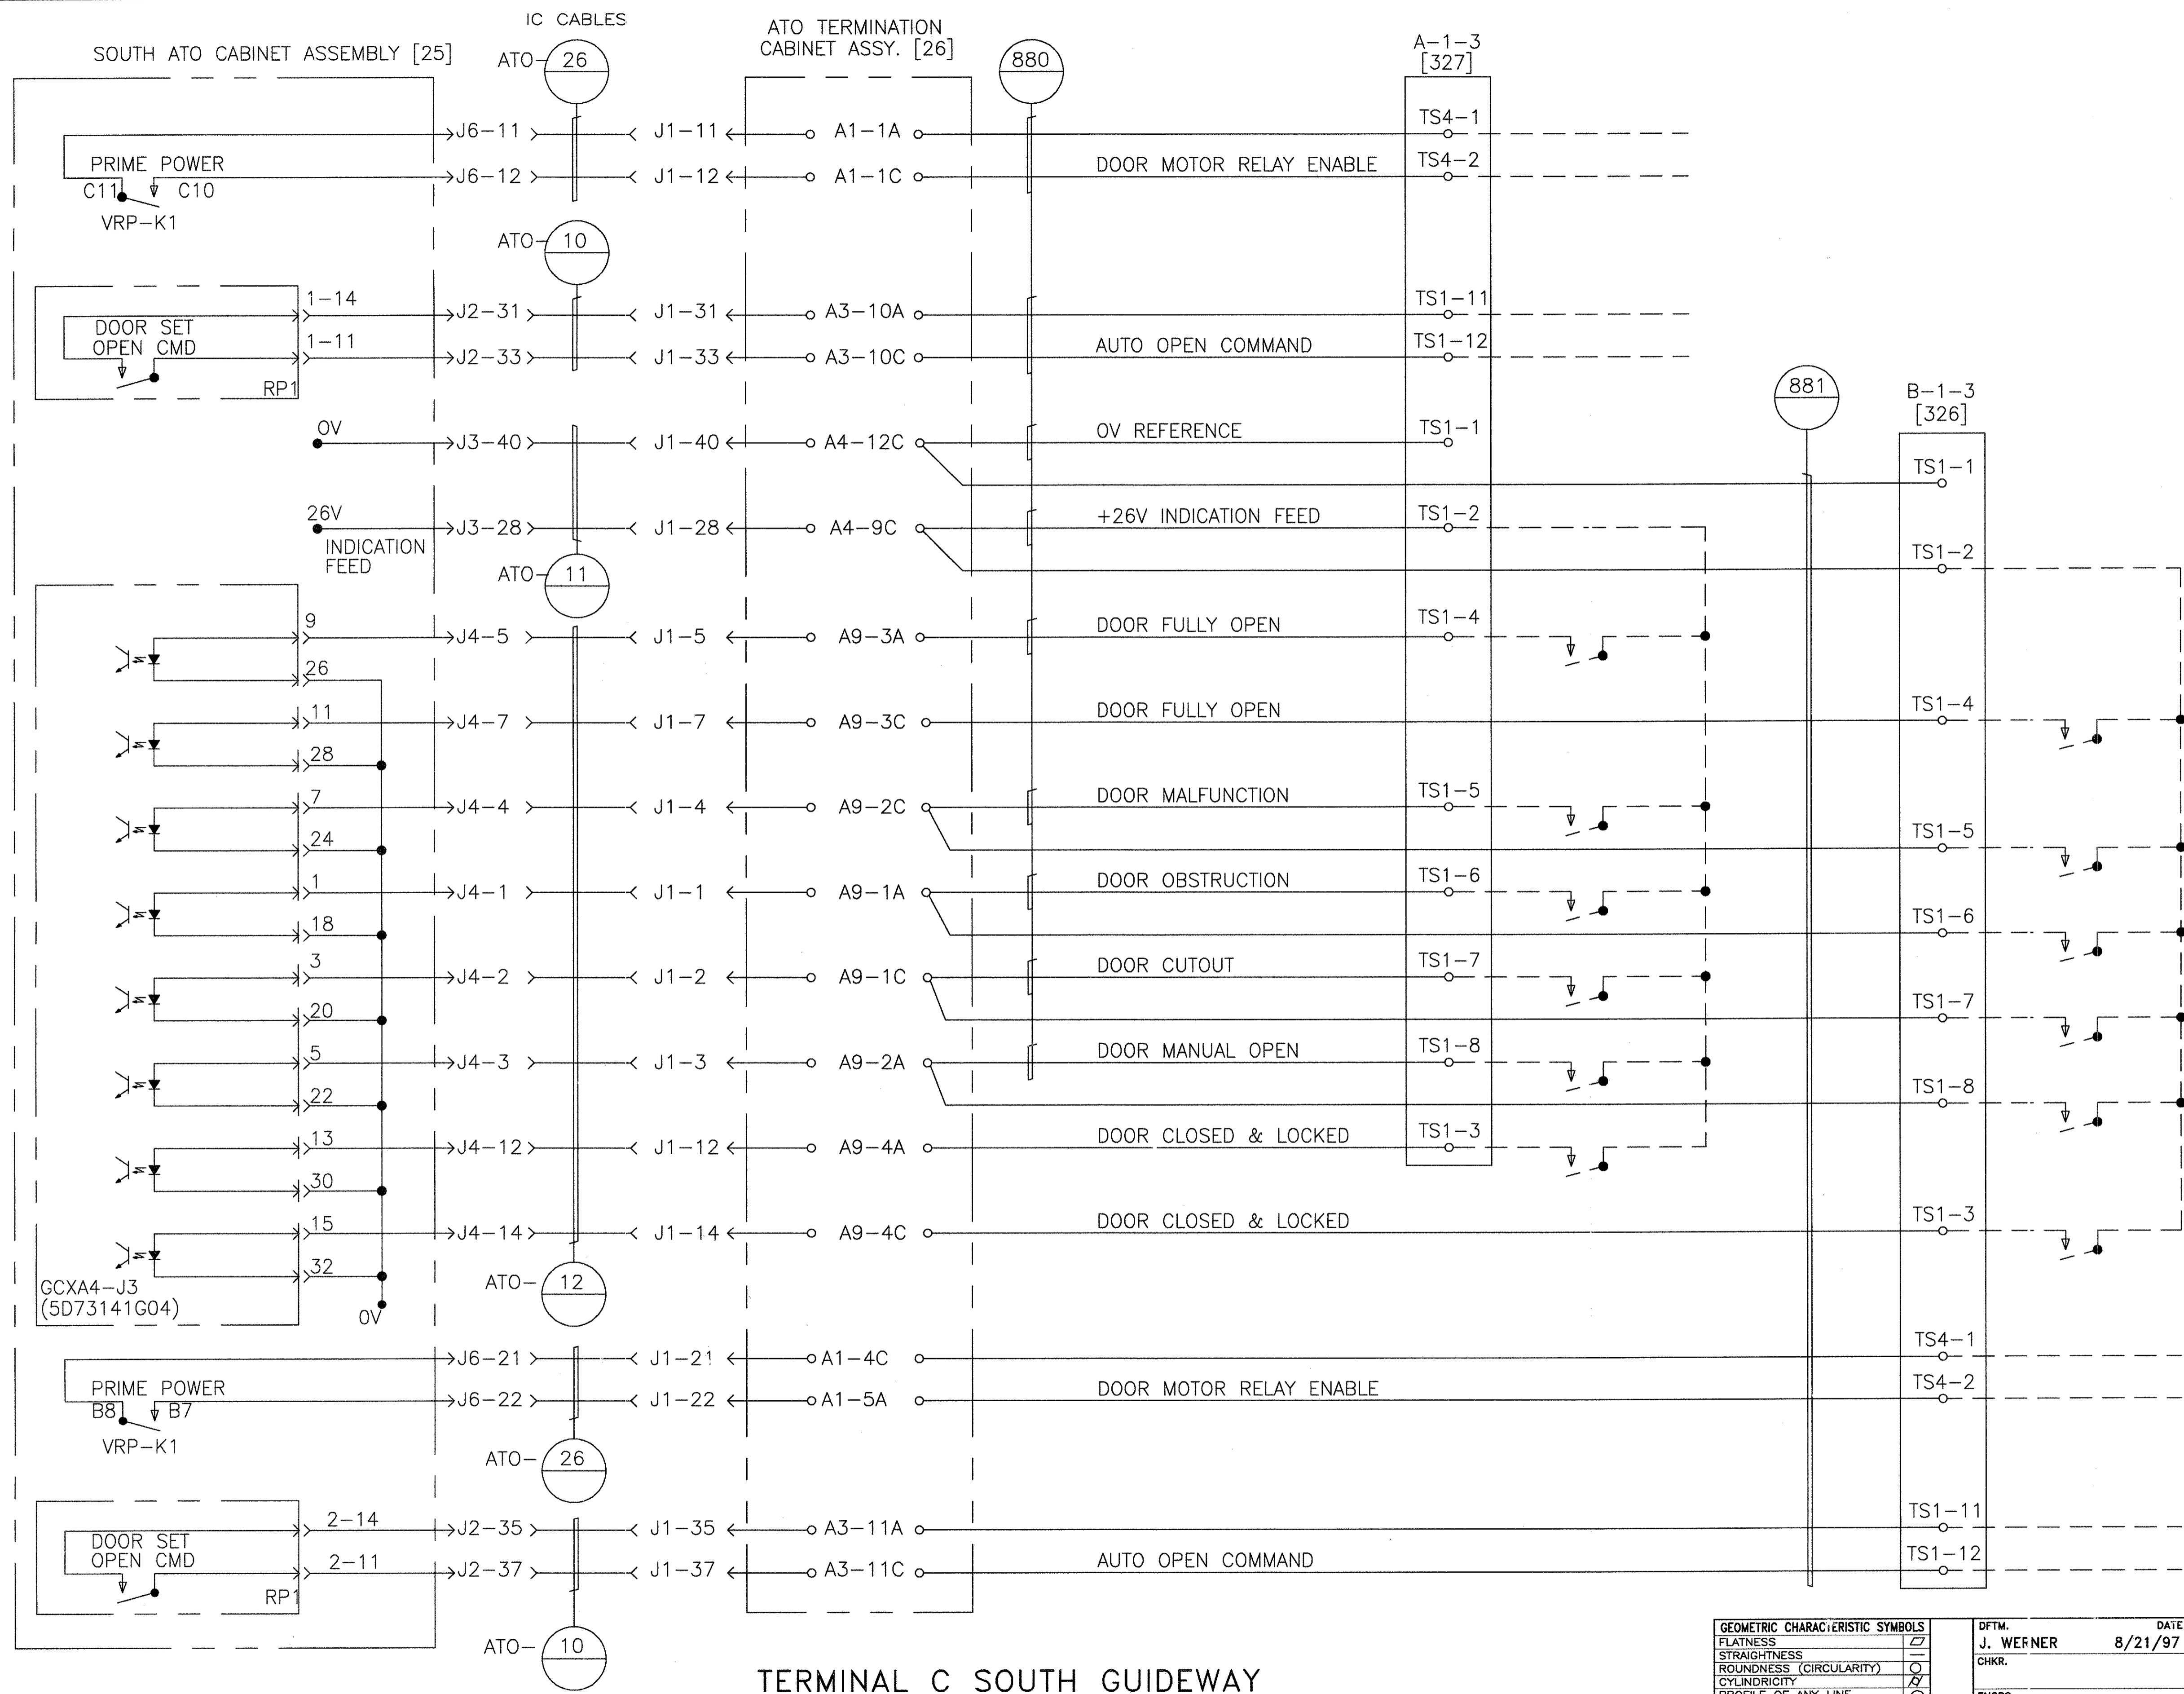 IC CABLES
SOUTH ATO CABINET ASSEMBLY [25]
ATO- 26
ATO TERMINATION
CABINET ASSY. [26]
880
A-1-3
[327]
J6-11 J1-11 A1-1A TS4-1
PRIME POWER
C11 C10
VRP-K1
J6-12 J1-12 A1-1C DOOR MOTOR RELAY ENABLE TS4-2
ATO- 10
1-14 J2-31 J1-31 A3-10A TS1-11
DOOR SET
OPEN CMD
1-11 J2-33 J1-33 A3-10C AUTO OPEN COMMAND TS1-12
RP1
881
B-1-3
[326]
0V J3-40 J1-40 A4-12C 0V REFERENCE TS1-1
TS1-1
26V J3-28 J1-28 A4-9C +26V INDICATION FEED TS1-2
INDICATION
FEED
TS1-2
ATO- 11
9 J4-5 J1-5 A9-3A DOOR FULLY OPEN TS1-4
26
11 J4-7 J1-7 A9-3C DOOR FULLY OPEN TS1-4
28
7 J4-4 J1-4 A9-2C DOOR MALFUNCTION TS1-5
24 TS1-5
1 J4-1 J1-1 A9-1A DOOR OBSTRUCTION TS1-6
18 TS1-6
3 J4-2 J1-2 A9-1C DOOR CUTOUT TS1-7
20 TS1-7
5 J4-3 J1-3 A9-2A DOOR MANUAL OPEN TS1-8
22 TS1-8
13 J4-12 J1-12 A9-4A DOOR CLOSED & LOCKED TS1-3
30
15 J4-14 J1-14 A9-4C DOOR CLOSED & LOCKED TS1-3
32
GCXA4-J3
(5D73141G04)
0V
ATO- 12
J6-21 J1-21 A1-4C TS4-1
PRIME POWER
B8 B7
VRP-K1
J6-22 J1-22 A1-5A DOOR MOTOR RELAY ENABLE TS4-2
ATO- 26
2-14 J2-35 J1-35 A3-11A TS1-11
DOOR SET
OPEN CMD
2-11 J2-37 J1-37 A3-11C AUTO OPEN COMMAND TS1-12
RP1
ATO- 10
TERMINAL C SOUTH GUIDEWAY
GEOMETRIC CHARACTERISTIC SYMBOLS
FLATNESS
STRAIGHTNESS
ROUNDNESS (CIRCULARITY)
CYLINDRICITY
PROFILE OF ANY LINE
DFTM. DATE
J. WERNER 8/21/97
CHKR.